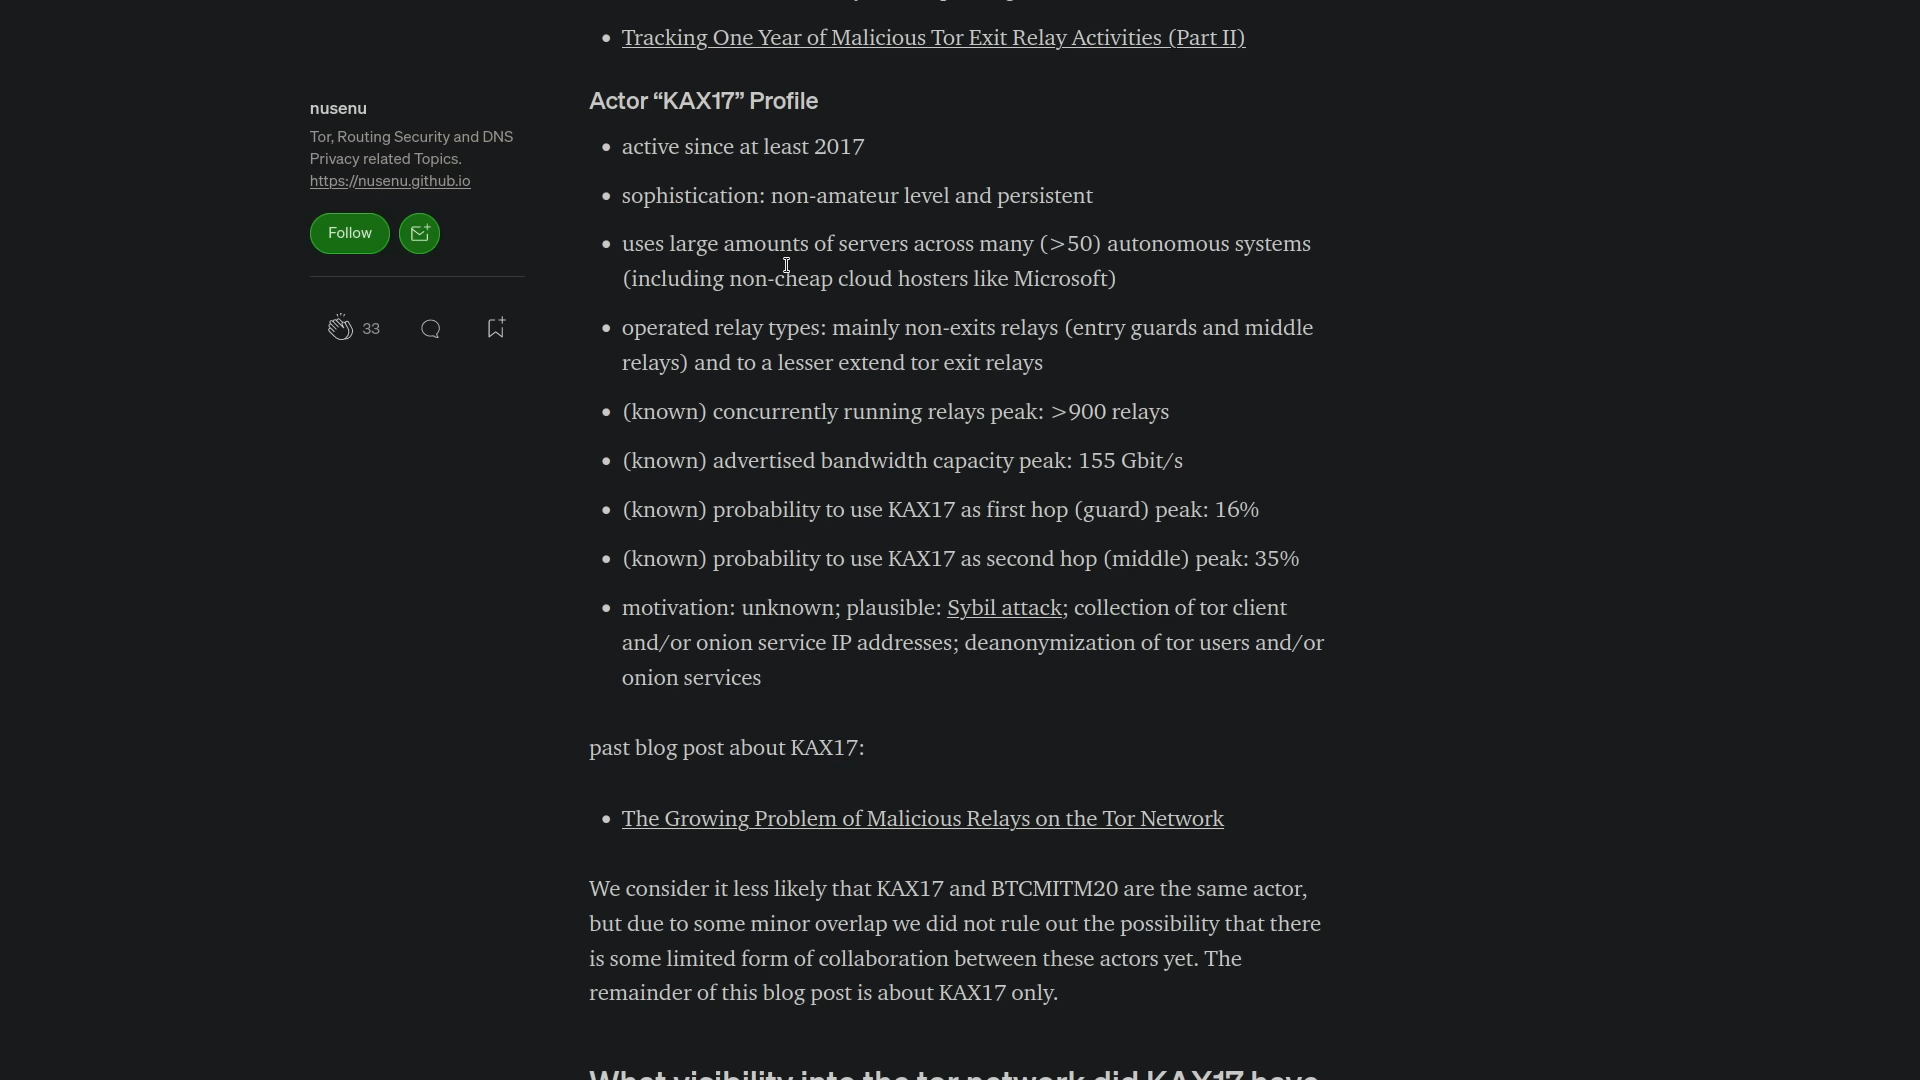 Tracking One Year of Malicious Tor Exit Relay Activities (Part II)
nusenu
Tor, Routing Security and DNS
Privacy related Topics.
https://nusenu.github.io
Follow
33
Actor “KAX17” Profile
active since at least 2017
sophistication: non-amateur level and persistent
uses large amounts of servers across many (>50) autonomous systems
(including non-cheap cloud hosters like Microsoft)
operated relay types: mainly non-exits relays (entry guards and middle
relays) and to a lesser extend tor exit relays
(known) concurrently running relays peak: >900 relays
(known) advertised bandwidth capacity peak: 155 Gbit/s
(known) probability to use KAX17 as first hop (guard) peak: 16%
(known) probability to use KAX17 as second hop (middle) peak: 35%
motivation: unknown; plausible: Sybil attack; collection of tor client
and/or onion service IP addresses; deanonymization of tor users and/or
onion services
past blog post about KAX17:
The Growing Problem of Malicious Relays on the Tor Network
We consider it less likely that KAX17 and BTCMITM20 are the same actor,
but due to some minor overlap we did not rule out the possibility that there
is some limited form of collaboration between these actors yet. The
remainder of this blog post is about KAX17 only.
What visibility into the tor network did KAX17 have